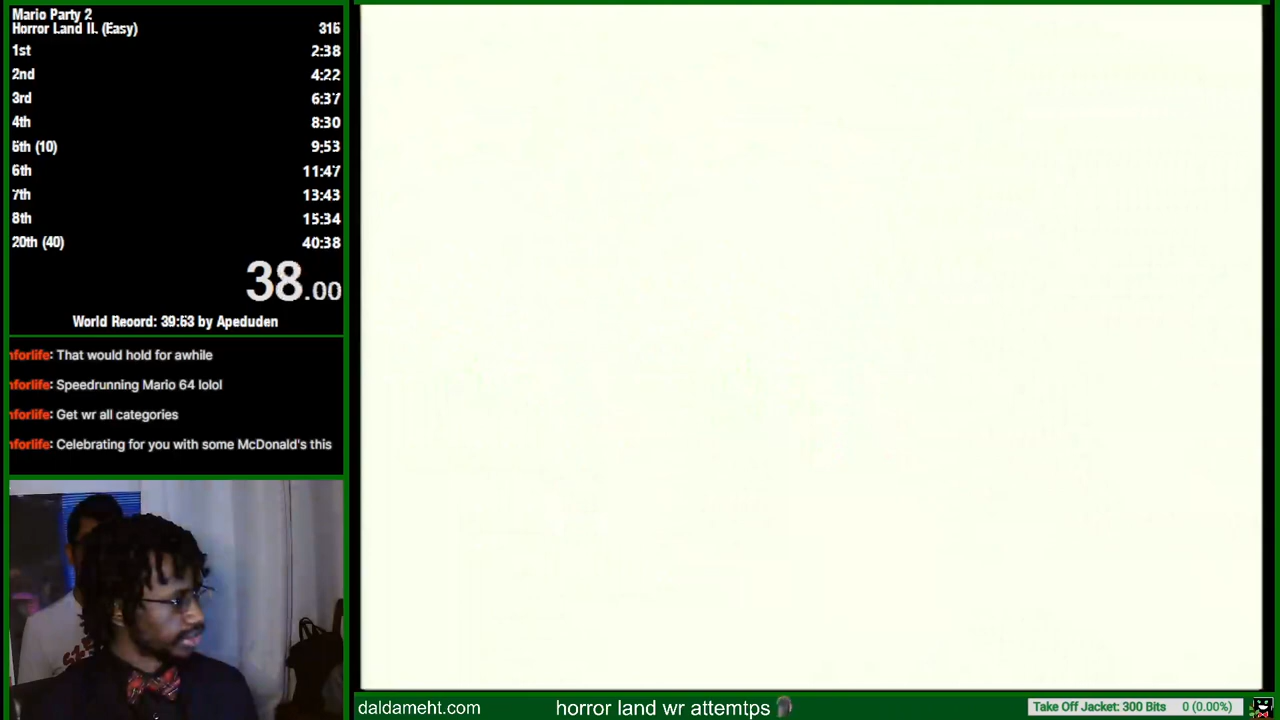 Mario Party 2
Horror Land II. (Easy) 316
1st 2:38
2nd 4:22
3rd 6:37
4th 8:30
5th (10) 9:53
6th 11:47
7th 13:43
8th 15:34
20th (40) 40:38
38.00
World Record: 39:53 by Apeduden
nforlife: That would hold for awhile
nforlife: Speedrunning Mario 64 lolol
nforlife: Get wr all categories
nforlife: Celebrating for you with some McDonald's this
daldameht.com horror land wr attemtps Take Off Jacket: 300 Bits 0 (0.00%)